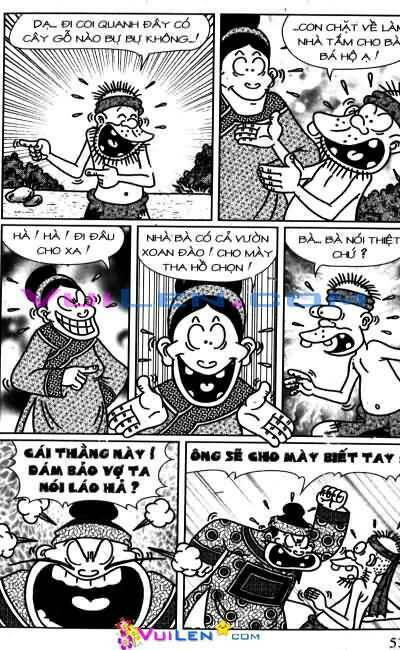 DẠ... ĐI COI QUANH ĐÂY CÓ
CÂY GỖ NÀO BỰ BỰ KHÔNG...!
...CON CHẶT VỀ LÀM
NHÀ TẮM CHO BÀ
BÁ HỘ Ạ!
HÀ! HÀ! ĐI ĐÂU
CHO XA!
NHÀ BÀ CÓ CẢ VƯỜN
XOAN ĐÀO! CHO MÀY
THA HỒ CHỌN!
BÀ... BÀ NÓI THIỆT
CHỨ?
VUILEN.COM
CÁI THẰNG NÀY!
DÁM BẢO VỢ TA
NÓI LÁO HẢ?
ÔNG SẼ CHO MÀY BIẾT TAY!
VUILEN.COM